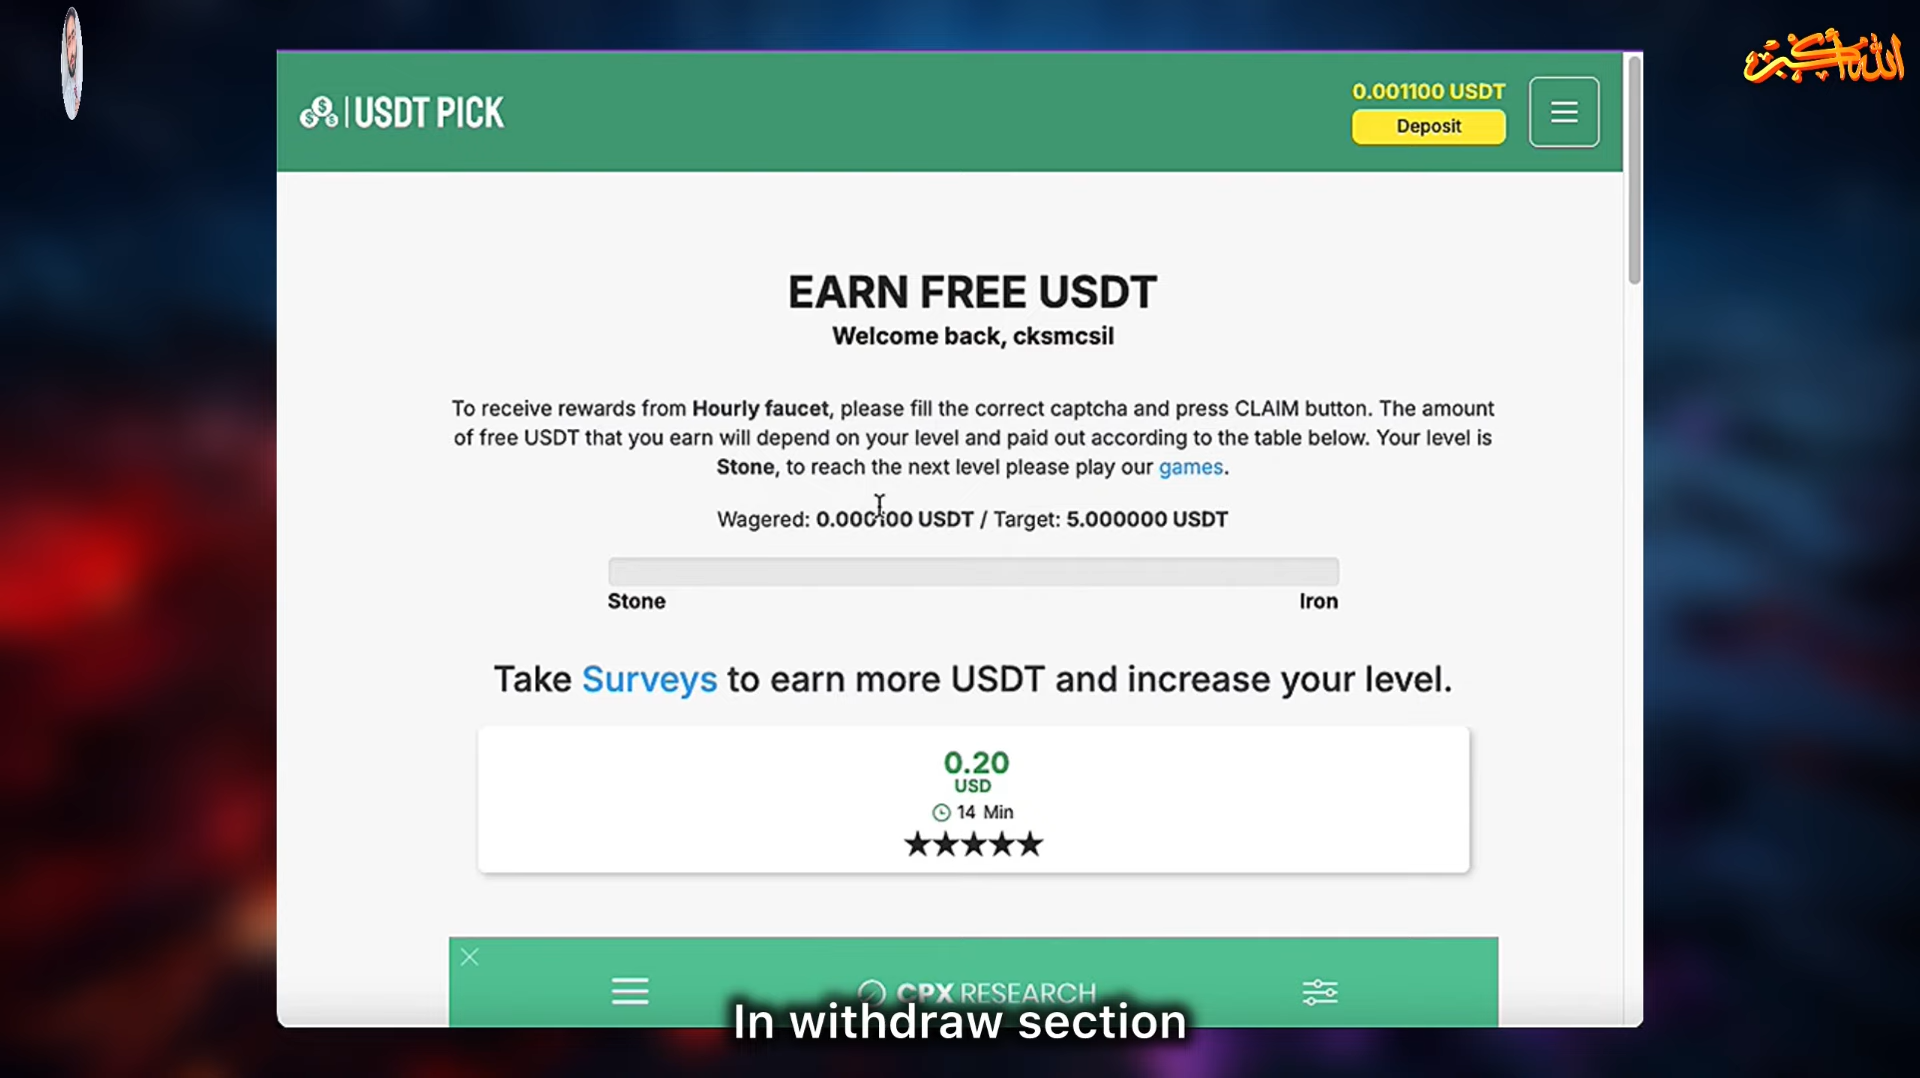 الله أكبر
USDT PICK
0.001100 USDT
Deposit
EARN FREE USDT
Welcome back, cksmcsil
To receive rewards from Hourly faucet, please fill the correct captcha and press CLAIM button. The amount
of free USDT that you earn will depend on your level and paid out according to the table below. Your level is
Stone, to reach the next level please play our games.
Wagered: 0.000100 USDT / Target: 5.000000 USDT
Stone
Iron
Take Surveys to earn more USDT and increase your level.
0.20
USD
14 Min
CPX RESEARCH
In withdraw section